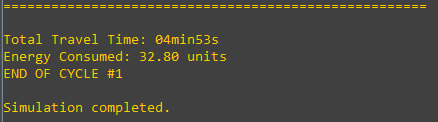 ====================================================
Total Travel Time: 04min53s
Energy Consumed: 32.80 units
END OF CYCLE #1
Simulation completed.